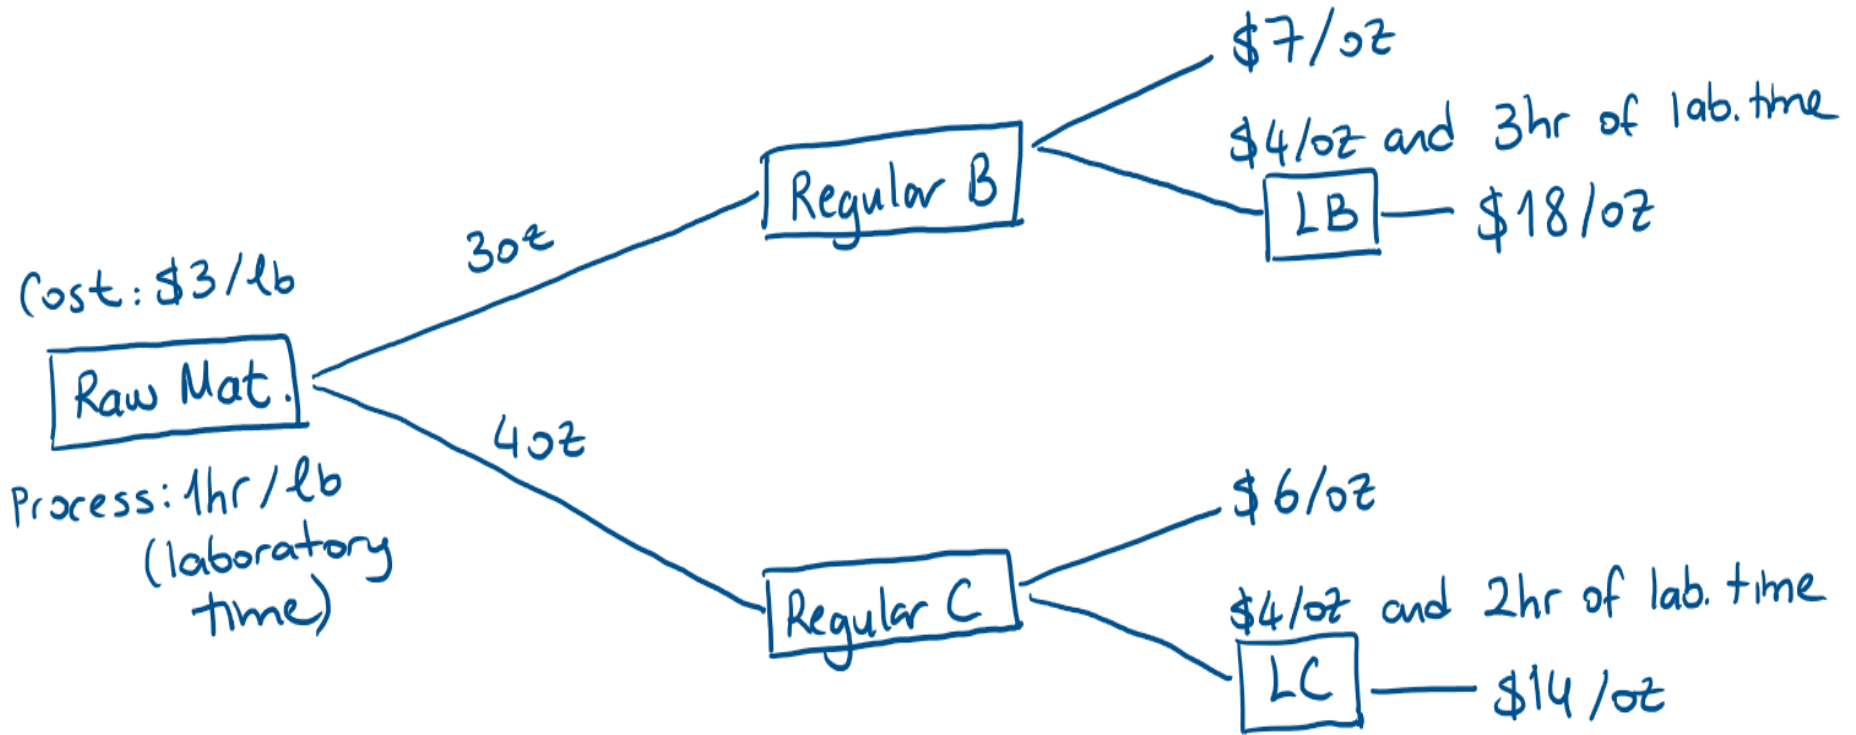 Cost: $3/lb
Raw Mat.
Process: 1hr/lb
(laboratory
time)
3oz
4oz
Regular B
$7/oz
$4/oz and 3hr of lab. time
LB
$18/oz
Regular C
$6/oz
$4/oz and 2hr of lab. time
LC
$14/oz